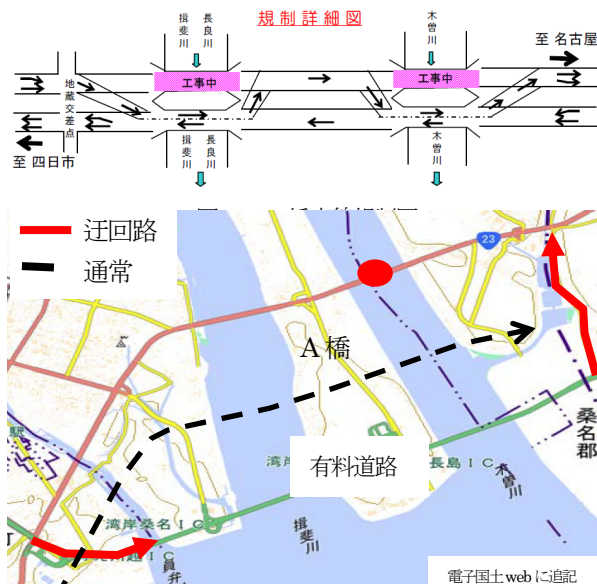 規制詳細図
揖斐川
長良川
木曽川
至 名古屋
工事中
工事中
地蔵交差点
至 四日市
揖斐川
長良川
木曽川
迂回路
通常
23
A橋
有料道路
長島ＩＣ
桑名郡
木曽川
湾岸桑名ＩＣ
揖斐川
電子国土webに追記